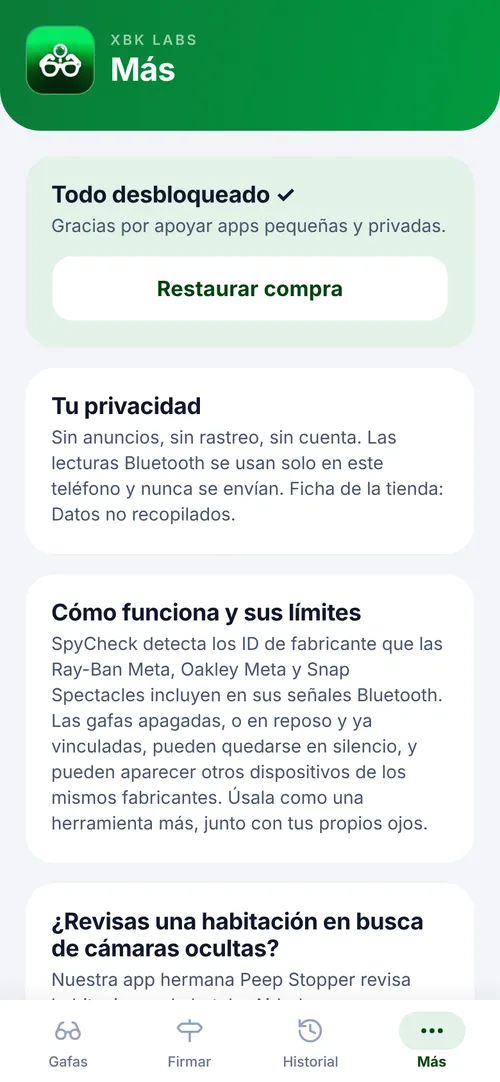 XBK LABS
Más
Todo desbloqueado ✓
Gracias por apoyar apps pequeñas y privadas.
Restaurar compra
Tu privacidad
Sin anuncios, sin rastreo, sin cuenta. Las
lecturas Bluetooth se usan solo en este
teléfono y nunca se envían. Ficha de la tienda:
Datos no recopilados.
Cómo funciona y sus límites
SpyCheck detecta los ID de fabricante que las
Ray-Ban Meta, Oakley Meta y Snap
Spectacles incluyen en sus señales Bluetooth.
Las gafas apagadas, o en reposo y ya
vinculadas, pueden quedarse en silencio, y
pueden aparecer otros dispositivos de los
mismos fabricantes. Úsala como una
herramienta más, junto con tus propios ojos.
¿Revisas una habitación en busca
de cámaras ocultas?
Nuestra app hermana Peep Stopper revisa
Gafas
Firmar
Historial
Más